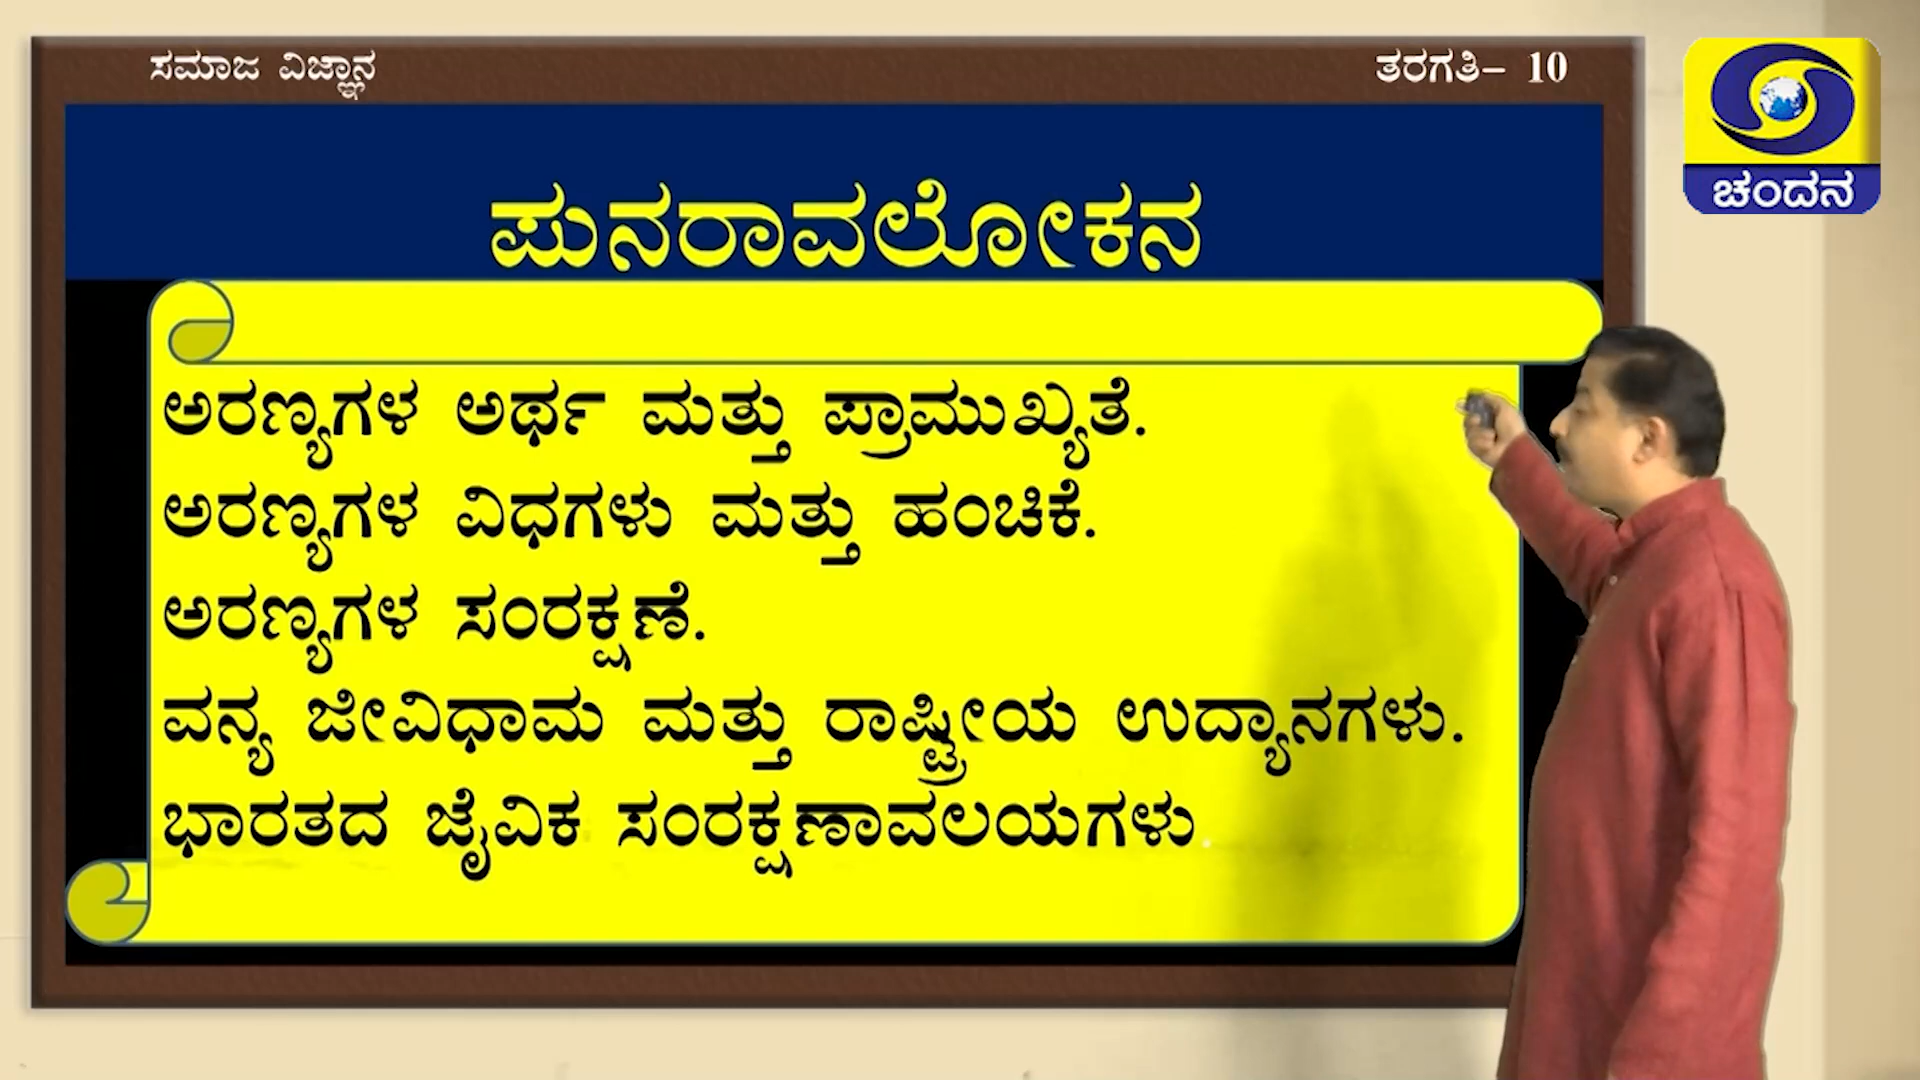 ಸಮಾಜ ವಿಜ್ಞಾನ
ತರಗತಿ– 10
ಚಂದನ
ಪುನರಾವಲೋಕನ
ಅರಣ್ಯಗಳ ಅರ್ಥ ಮತ್ತು ಪ್ರಾಮುಖ್ಯತೆ.
ಅರಣ್ಯಗಳ ವಿಧಗಳು ಮತ್ತು ಹಂಚಿಕೆ.
ಅರಣ್ಯಗಳ ಸಂರಕ್ಷಣೆ.
ವನ್ಯ ಜೀವಿಧಾಮ ಮತ್ತು ರಾಷ್ಟ್ರೀಯ ಉದ್ಯಾನಗಳು.
ಭಾರತದ ಜೈವಿಕ ಸಂರಕ್ಷಣಾವಲಯಗಳು.